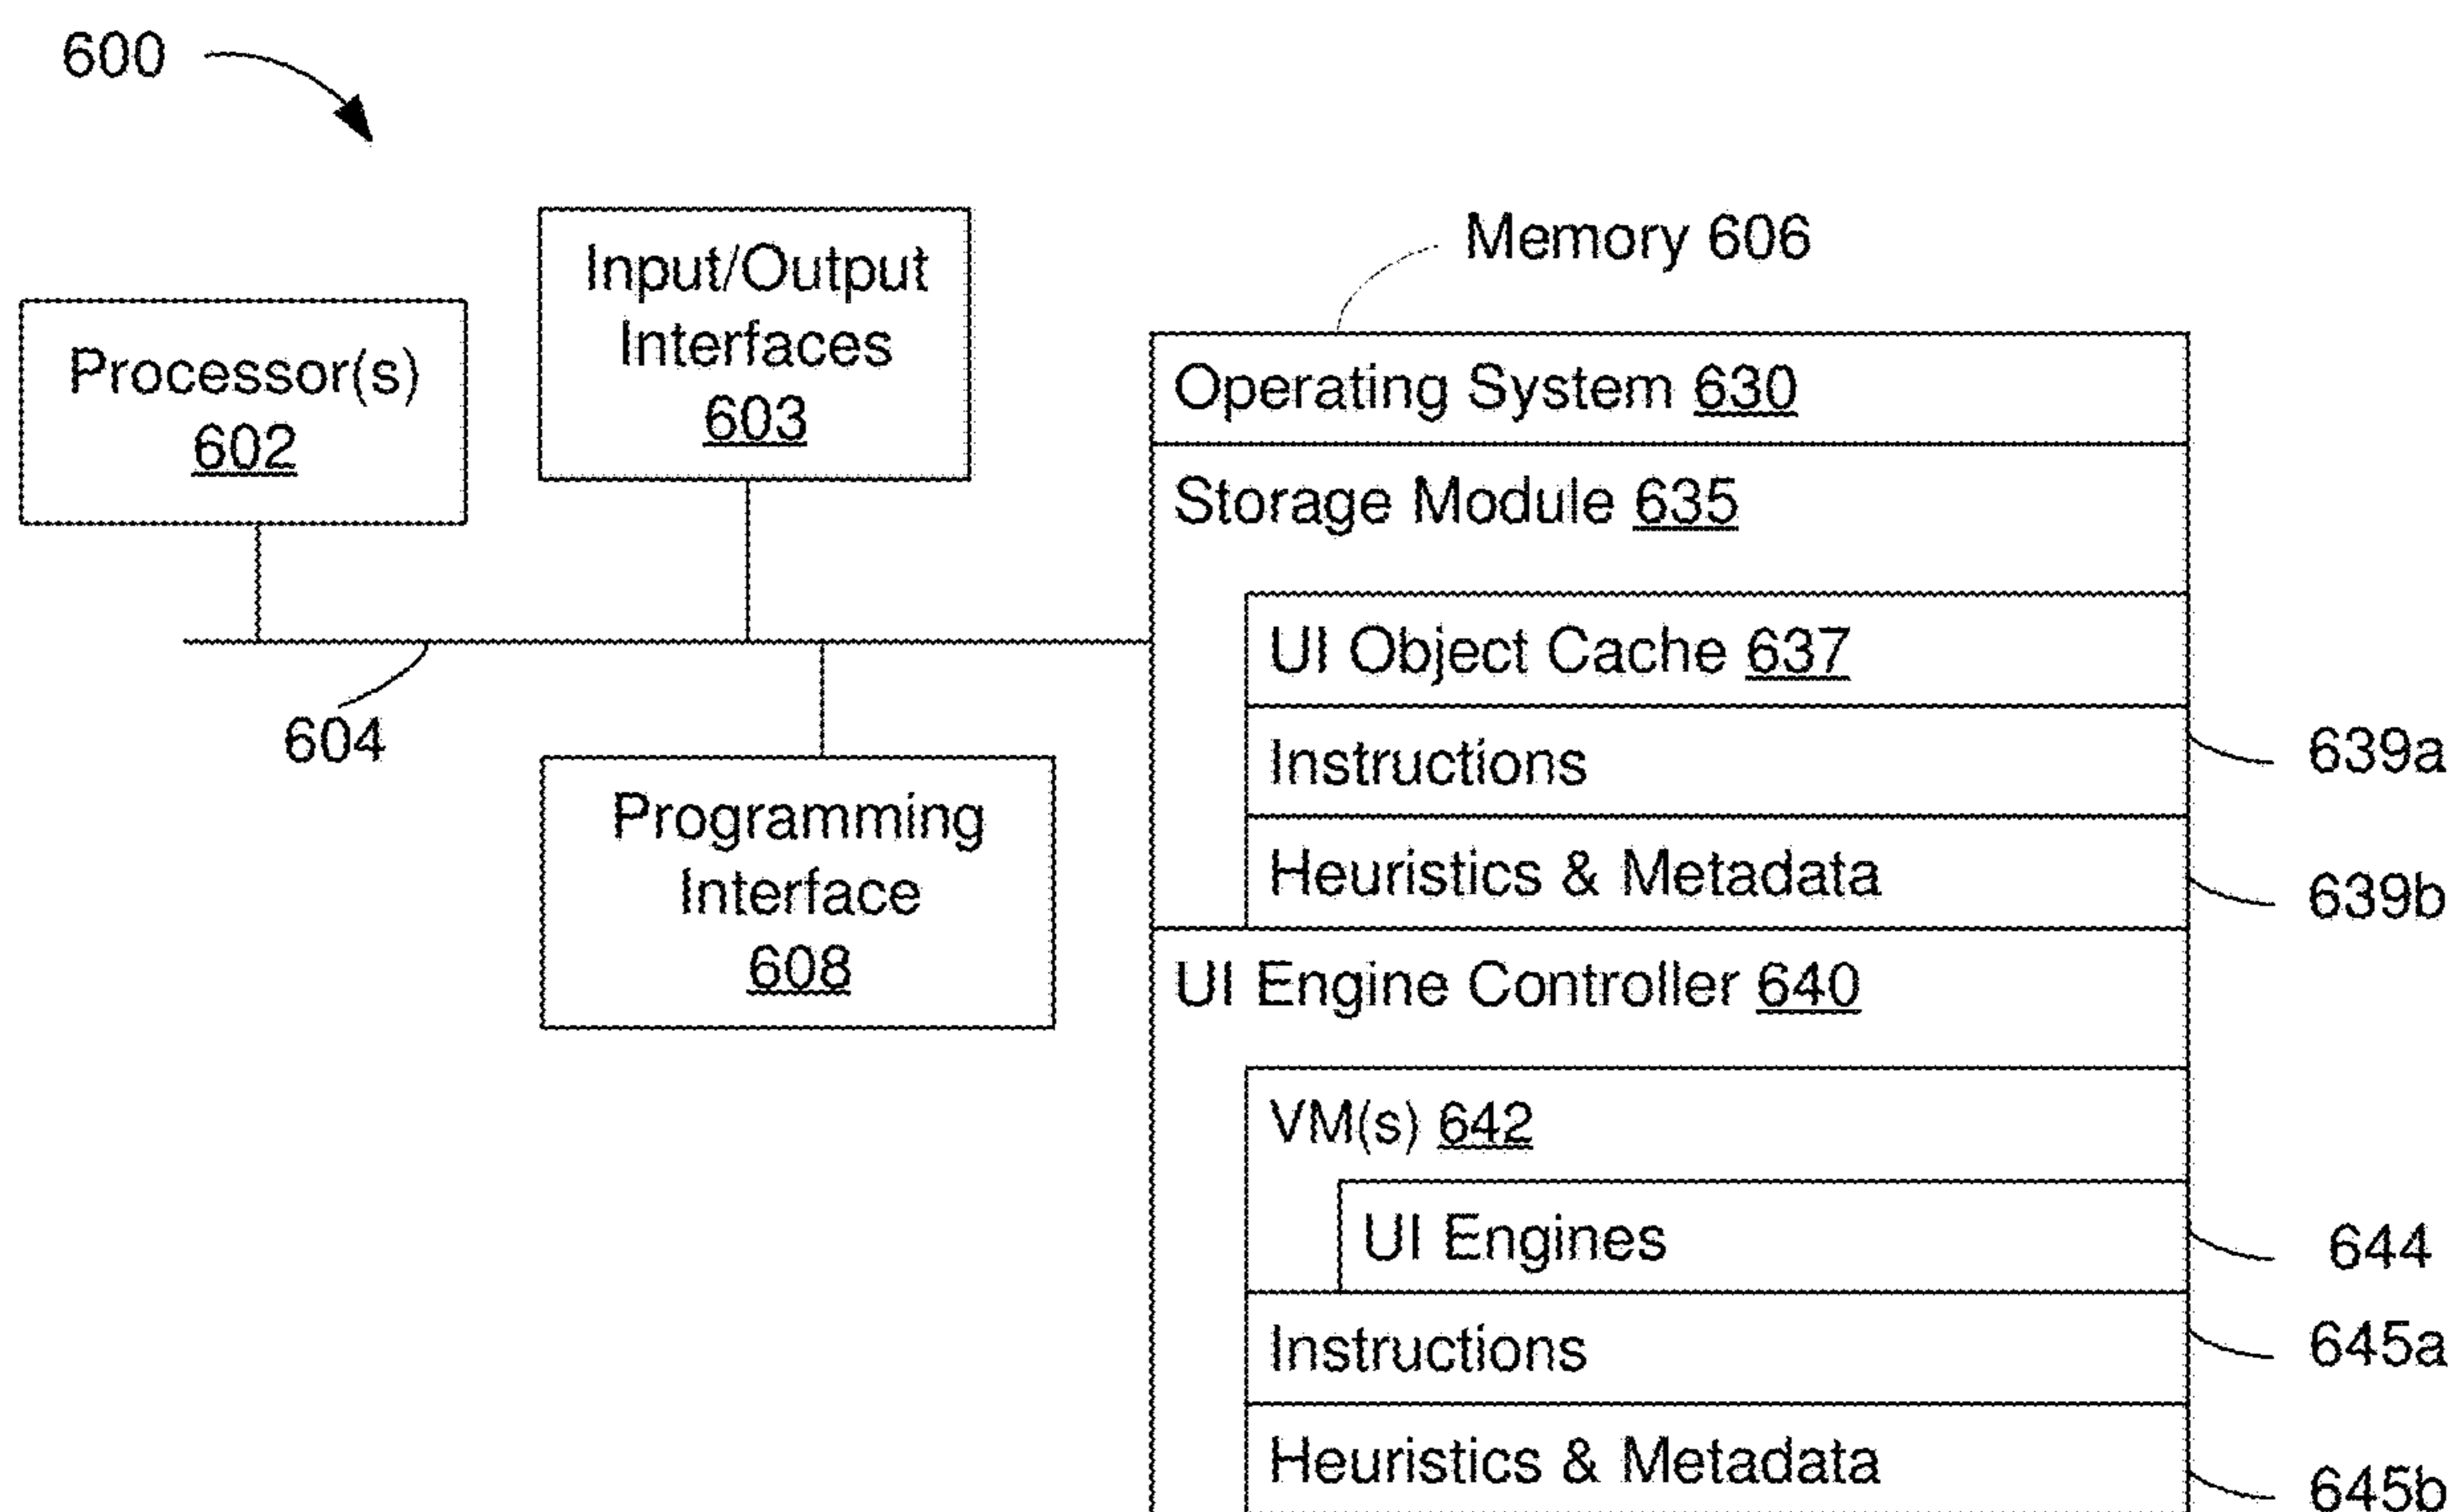 600
Processor(s)
602
Input/Output
Interfaces
603
604
Programming
Interface
608
Memory 606
Operating System 630
Storage Module 635
UI Object Cache 637
Instructions
639a
Heuristics & Metadata
639b
UI Engine Controller 640
VM(s) 642
UI Engines
644
Instructions
645a
Heuristics & Metadata
645b